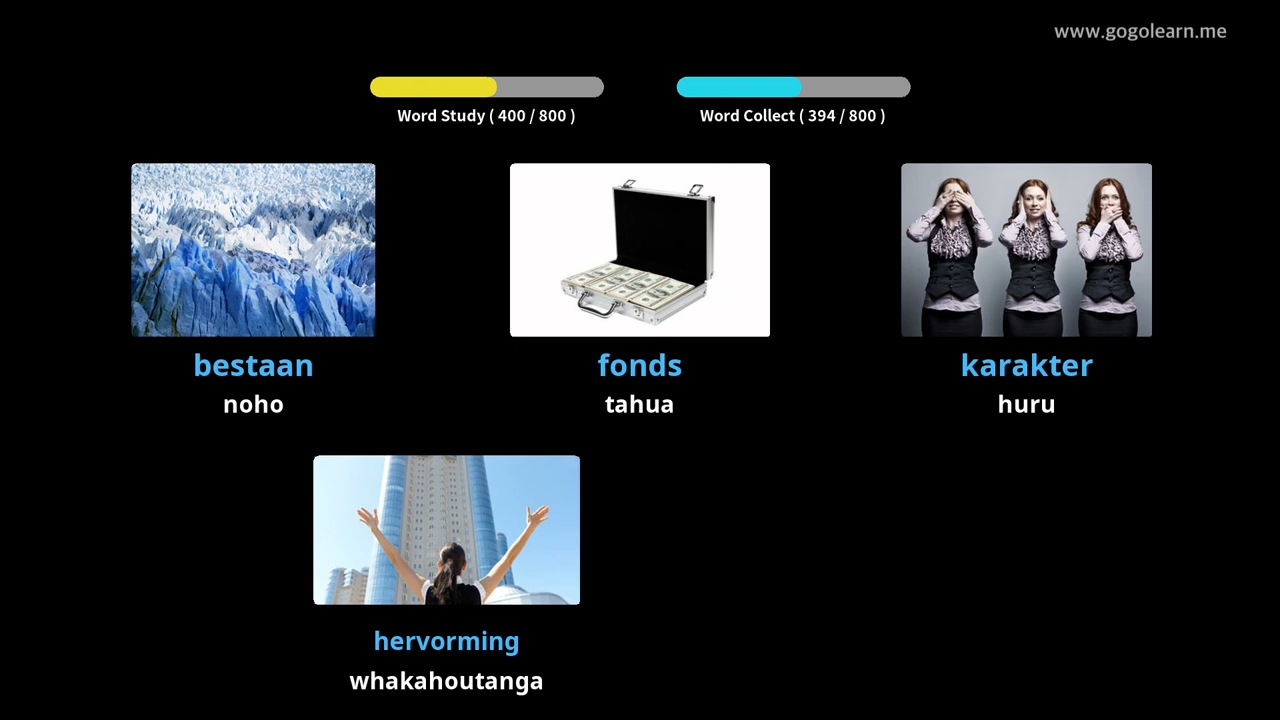 www.gogolearn.me
Word Study ( 400 / 800 )
Word Collect ( 394 / 800 )
bestaan
noho
fonds
tahua
karakter
huru
hervorming
whakahoutanga